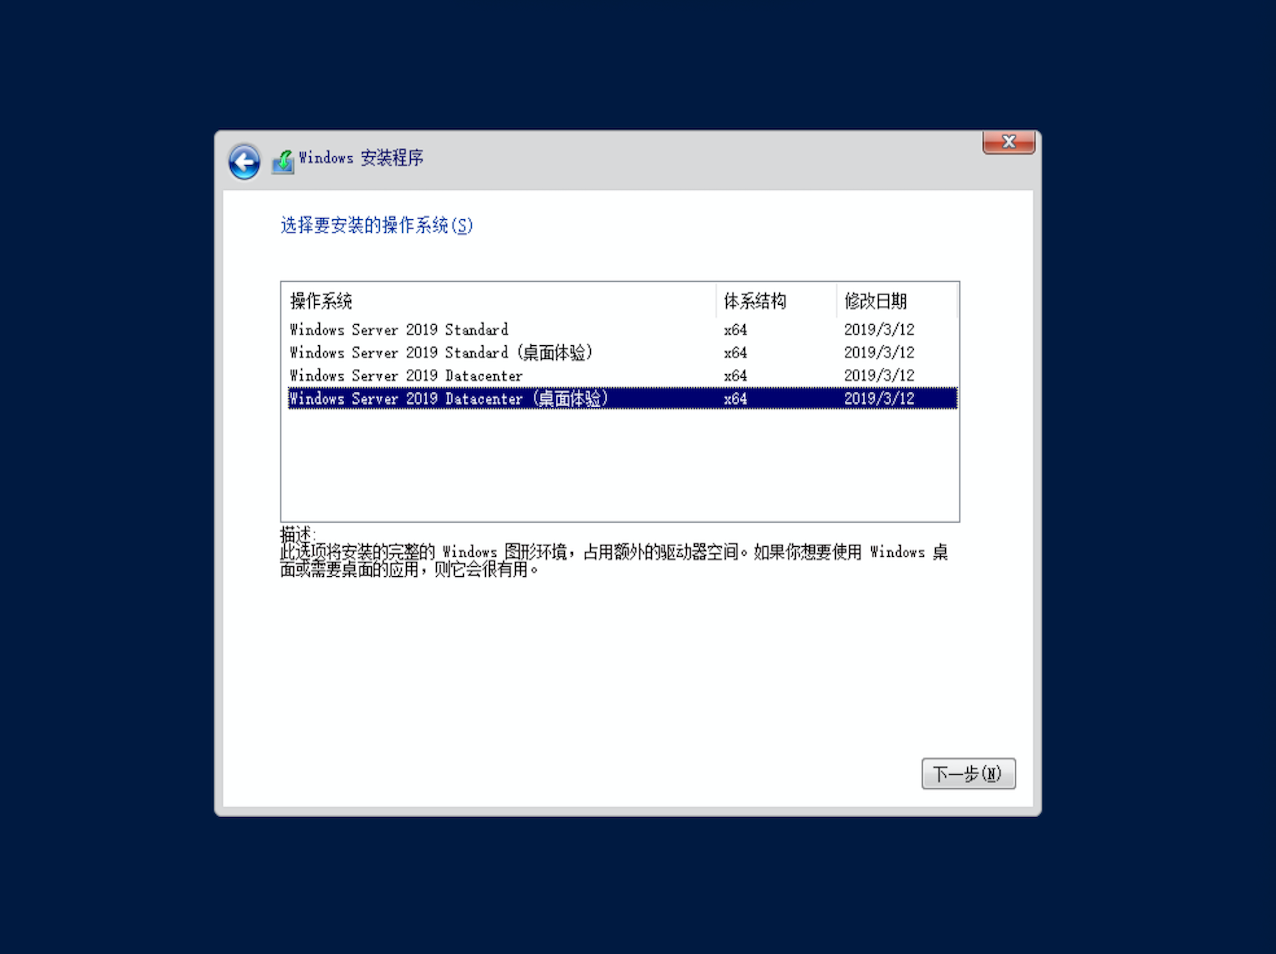 Windows 安装程序
选择要安装的操作系统(S)
操作系统 体系结构 修改日期
Windows Server 2019 Standard x64 2019/3/12
Windows Server 2019 Standard (桌面体验) x64 2019/3/12
Windows Server 2019 Datacenter x64 2019/3/12
Windows Server 2019 Datacenter (桌面体验) x64 2019/3/12
描述:
此选项将安装的完整的 Windows 图形环境，占用额外的驱动器空间。如果你想要使用 Windows 桌
面或需要桌面的应用，则它会很有用。
下一步(N)